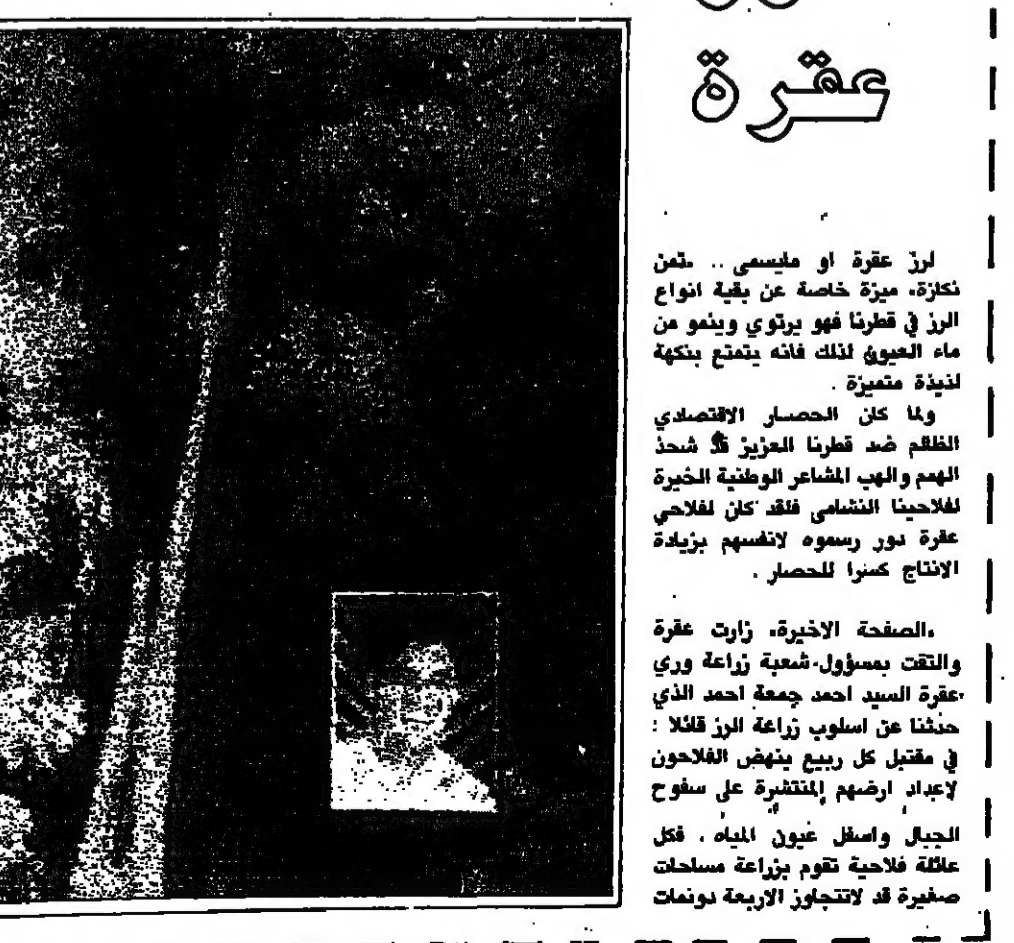 عقرة
لرز عقرة او مايسمى .. «تمن
نكازة» ميزة خاصة عن بقية انواع
الرز في قطرنا فهو يرتوي وينمو من
ماء العيون لذلك فانه يتمتع بنكهة
لذيذة متميزة .
ولما كان الحصار الاقتصادي
الظالم ضد قطرنا العزيز قد شحذ
الهمم والهب المشاعر الوطنية الخيرة
لفلاحينا النشامى فلقد كان لفلاحي
عقرة دور رسموه لانفسهم بزيادة
الانتاج كسرا للحصار .
«الصفحة الاخيرة» زارت عقرة
والتقت بمسؤول شعبة زراعة وري
عقرة السيد احمد جمعة احمد الذي
حدثنا عن اسلوب زراعة الرز قائلا :
في مقتبل كل ربيع ينهض الفلاحون
لاعداد ارضهم المنتشرة على سفوح
الجبال واسفل عيون المياه . فكل
عائلة فلاحية تقوم بزراعة مساحات
صغيرة قد لاتتجاوز الاربعة دونمات